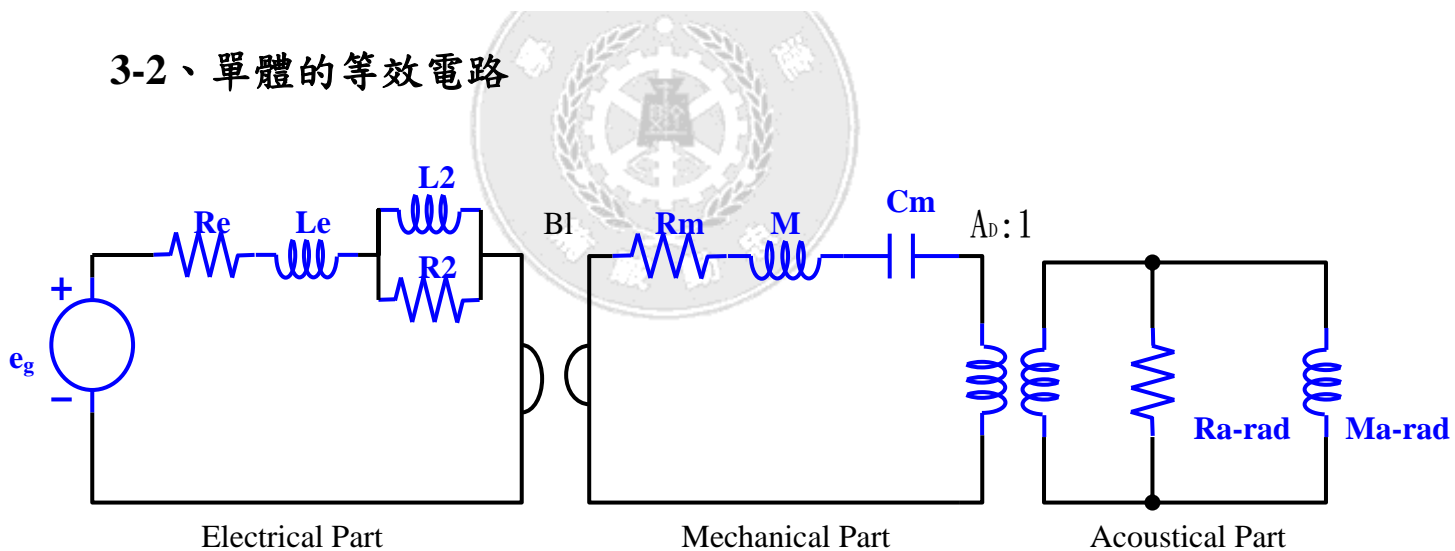 3-2、單體的等效電路
L2
Re
Le
R2
Bl
Rm
M
Cm
AD:1
+
eg
−
Ra-rad
Ma-rad
Electrical Part
Mechanical Part
Acoustical Part